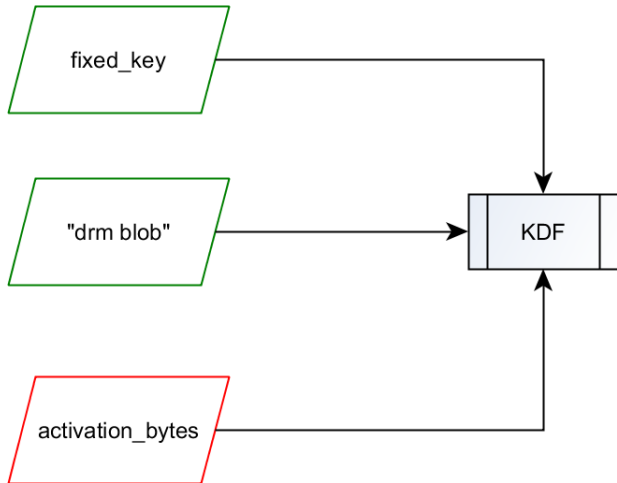 fixed_key
"drm blob"
KDF
activation_bytes